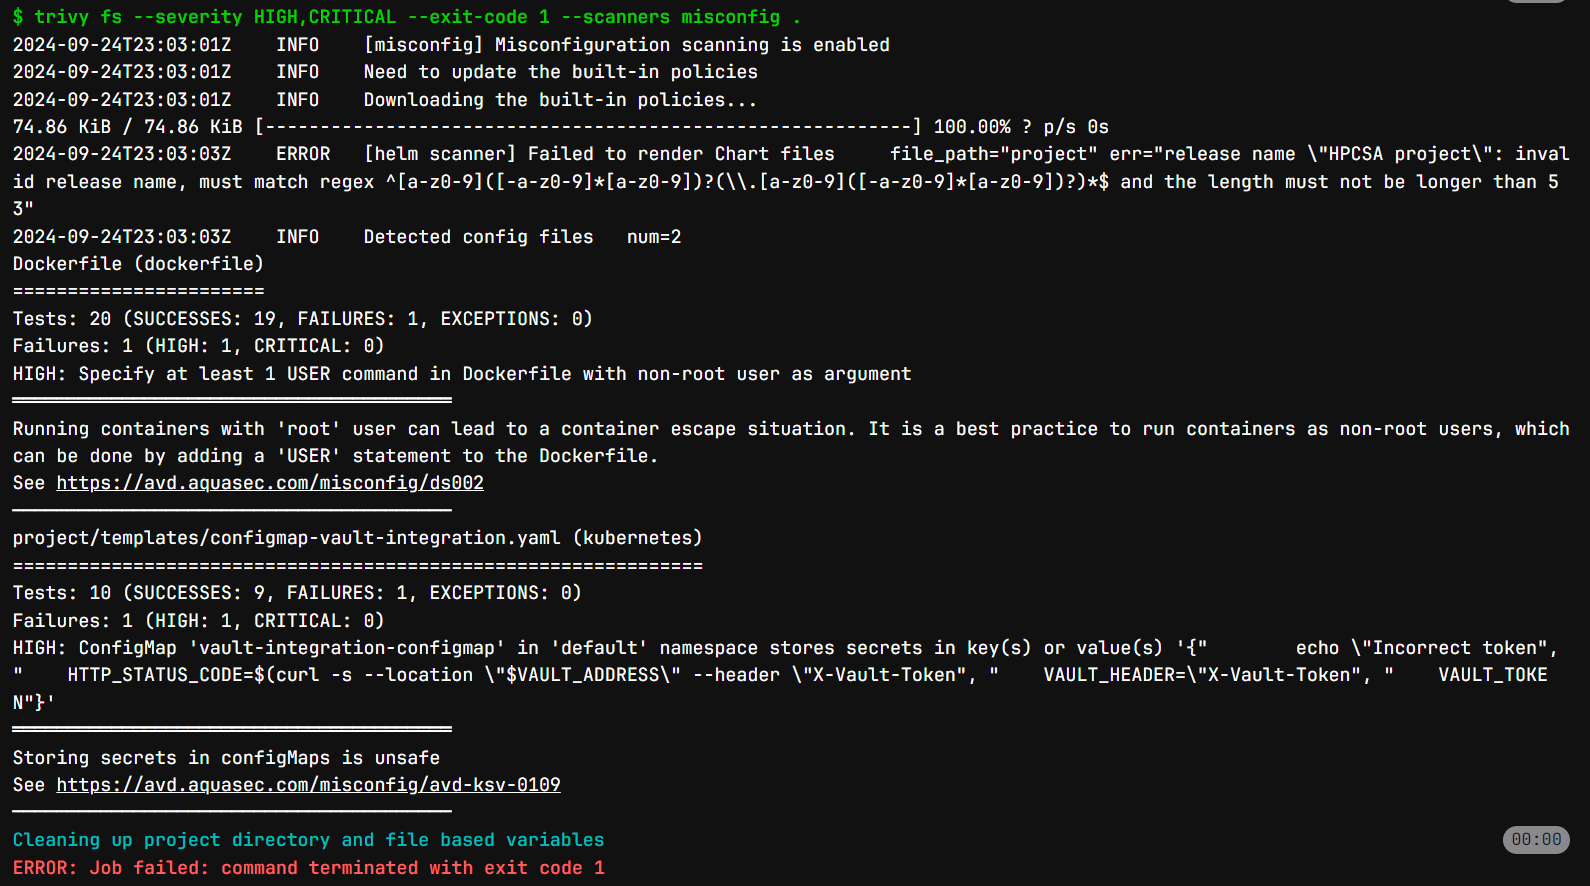 $ trivy fs --severity HIGH,CRITICAL --exit-code 1 --scanners misconfig .
2024-09-24T23:03:01Z    INFO    [misconfig] Misconfiguration scanning is enabled
2024-09-24T23:03:01Z    INFO    Need to update the built-in policies
2024-09-24T23:03:01Z    INFO    Downloading the built-in policies...
74.86 KiB / 74.86 KiB [-----------------------------------------------------------] 100.00% ? p/s 0s
2024-09-24T23:03:03Z    ERROR   [helm scanner] Failed to render Chart files     file_path="project" err="release name \"HPCSA project\": inval
id release name, must match regex ^[a-z0-9]([-a-z0-9]*[a-z0-9])?(\\.[a-z0-9]([-a-z0-9]*[a-z0-9])?)*$ and the length must not be longer than 5
3"
2024-09-24T23:03:03Z    INFO    Detected config files   num=2
Dockerfile (dockerfile)
=======================
Tests: 20 (SUCCESSES: 19, FAILURES: 1, EXCEPTIONS: 0)
Failures: 1 (HIGH: 1, CRITICAL: 0)
HIGH: Specify at least 1 USER command in Dockerfile with non-root user as argument
════════════════════════════════════════
Running containers with 'root' user can lead to a container escape situation. It is a best practice to run containers as non-root users, which
can be done by adding a 'USER' statement to the Dockerfile.
See https://avd.aquasec.com/misconfig/ds002
────────────────────────────────────────
project/templates/configmap-vault-integration.yaml (kubernetes)
===============================================================
Tests: 10 (SUCCESSES: 9, FAILURES: 1, EXCEPTIONS: 0)
Failures: 1 (HIGH: 1, CRITICAL: 0)
HIGH: ConfigMap 'vault-integration-configmap' in 'default' namespace stores secrets in key(s) or value(s) '{"        echo \"Incorrect token",
"    HTTP_STATUS_CODE=$(curl -s --location \"$VAULT_ADDRESS\" --header \"X-Vault-Token", "    VAULT_HEADER=\"X-Vault-Token", "    VAULT_TOKE
N"}'
════════════════════════════════════════
Storing secrets in configMaps is unsafe
See https://avd.aquasec.com/misconfig/avd-ksv-0109
────────────────────────────────────────
Cleaning up project directory and file based variables
00:00
ERROR: Job failed: command terminated with exit code 1